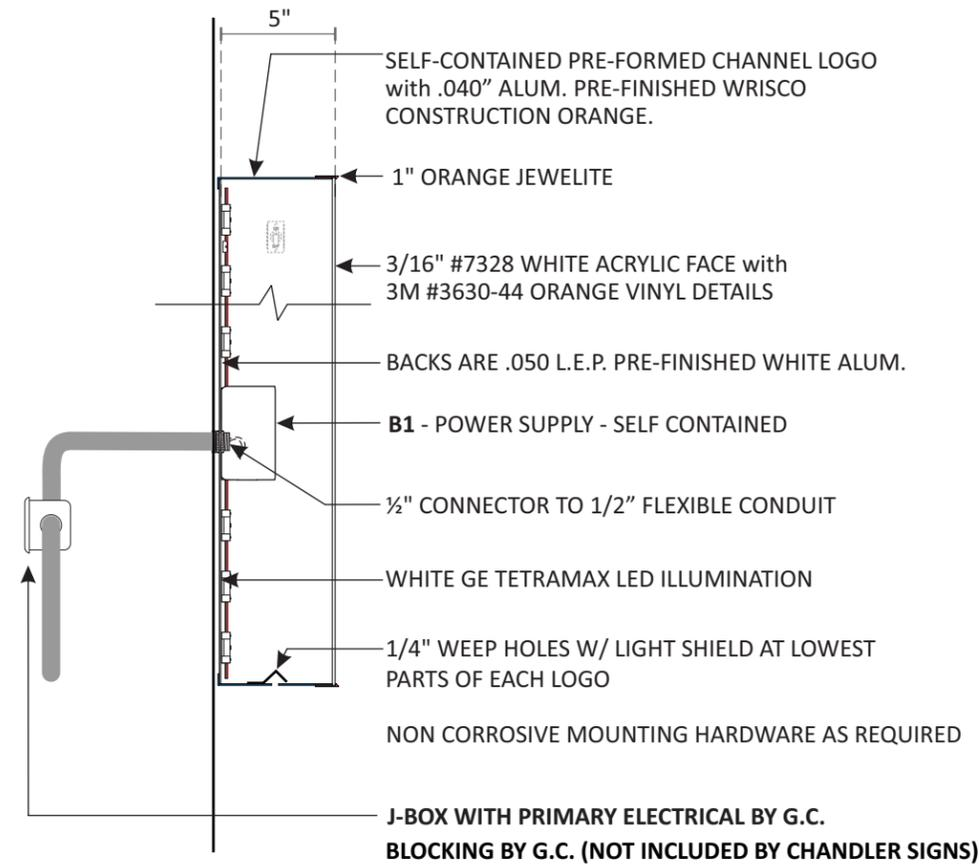 5"
SELF-CONTAINED PRE-FORMED CHANNEL LOGO
with .040” ALUM. PRE-FINISHED WRISCO
CONSTRUCTION ORANGE.
1" ORANGE JEWELITE
3/16" #7328 WHITE ACRYLIC FACE with
3M #3630-44 ORANGE VINYL DETAILS
BACKS ARE .050 L.E.P. PRE-FINISHED WHITE ALUM.
B1 - POWER SUPPLY - SELF CONTAINED
½" CONNECTOR TO 1/2” FLEXIBLE CONDUIT
WHITE GE TETRAMAX LED ILLUMINATION
1/4" WEEP HOLES W/ LIGHT SHIELD AT LOWEST
PARTS OF EACH LOGO
NON CORROSIVE MOUNTING HARDWARE AS REQUIRED
J-BOX WITH PRIMARY ELECTRICAL BY G.C.
BLOCKING BY G.C. (NOT INCLUDED BY CHANDLER SIGNS)